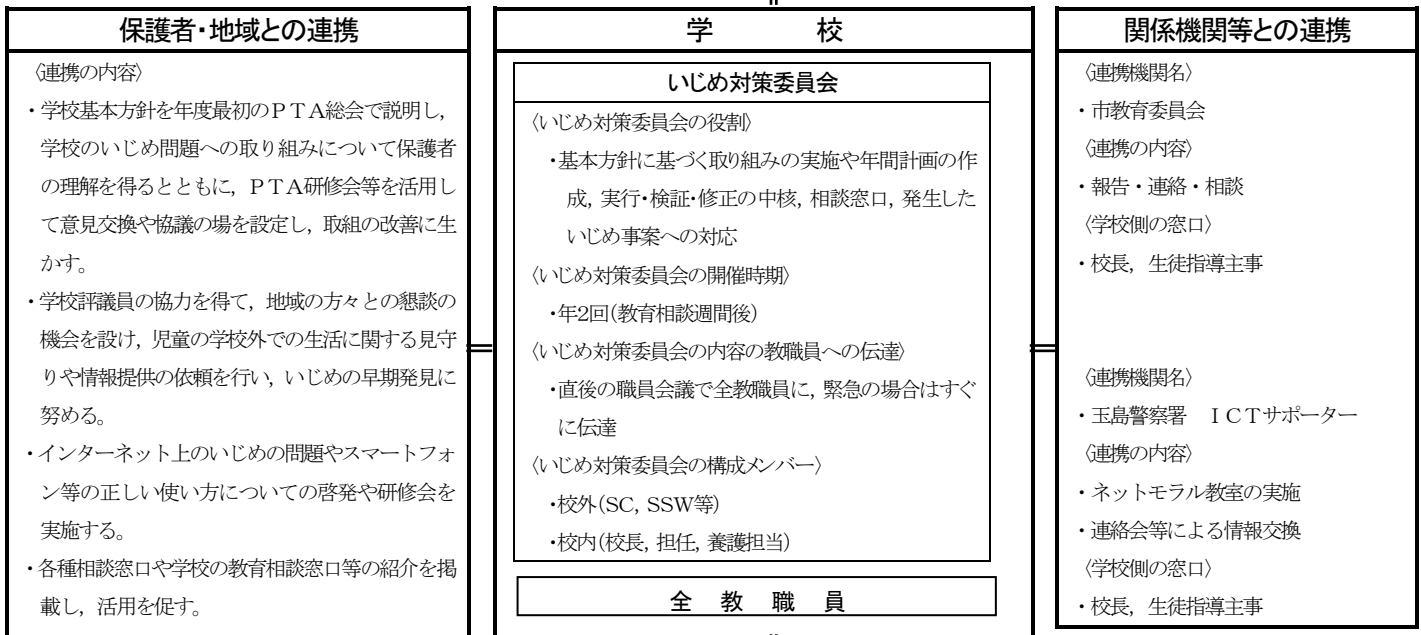 保護者・地域との連携
〈連携の内容〉
・学校基本方針を年度最初のＰＴＡ総会で説明し，
学校のいじめ問題への取り組みについて保護者
の理解を得るとともに，ＰＴＡ研修会等を活用し
て意見交換や協議の場を設定し，取組の改善に生
かす。
・学校評議員の協力を得て，地域の方々との懇談の
機会を設け，児童の学校外での生活に関する見守
りや情報提供の依頼を行い，いじめの早期発見に
努める。
・インターネット上のいじめの問題やスマートフォ
ン等の正しい使い方についての啓発や研修会を
実施する。
・各種相談窓口や学校の教育相談窓口等の紹介を掲
載し，活用を促す。
学　　　校
いじめ対策委員会
〈いじめ対策委員会の役割〉
・基本方針に基づく取り組みの実施や年間計画の作
成，実行・検証・修正の中核，相談窓口，発生した
いじめ事案への対応
〈いじめ対策委員会の開催時期〉
・年2回（教育相談週間後）
〈いじめ対策委員会の内容の教職員への伝達〉
・直後の職員会議で全教職員に，緊急の場合はすぐ
に伝達
〈いじめ対策委員会の構成メンバー〉
・校外（SC，SSW等）
・校内（校長，担任，養護担当）
全　教　職　員
関係機関等との連携
〈連携機関名〉
・市教育委員会
〈連携の内容〉
・報告・連絡・相談
〈学校側の窓口〉
・校長，生徒指導主事
〈連携機関名〉
・玉島警察署　ＩＣＴサポーター
〈連携の内容〉
・ネットモラル教室の実施
・連絡会等による情報交換
〈学校側の窓口〉
・校長，生徒指導主事